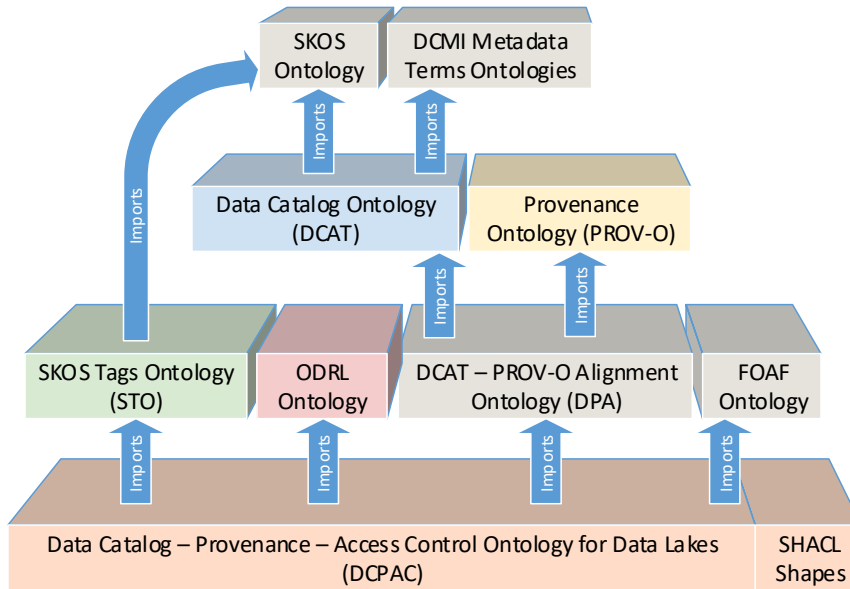 SKOS
Ontology
DCMI Metadata
Terms Ontologies
Imports
Imports
Imports
Data Catalog Ontology
(DCAT)
Provenance
Ontology (PROV-O)
Imports
Imports
SKOS Tags Ontology
(STO)
ODRL
Ontology
DCAT – PROV-O Alignment
Ontology (DPA)
FOAF
Ontology
Imports
Imports
Imports
Imports
Data Catalog – Provenance – Access Control Ontology for Data Lakes
(DCPAC)
SHACL
Shapes